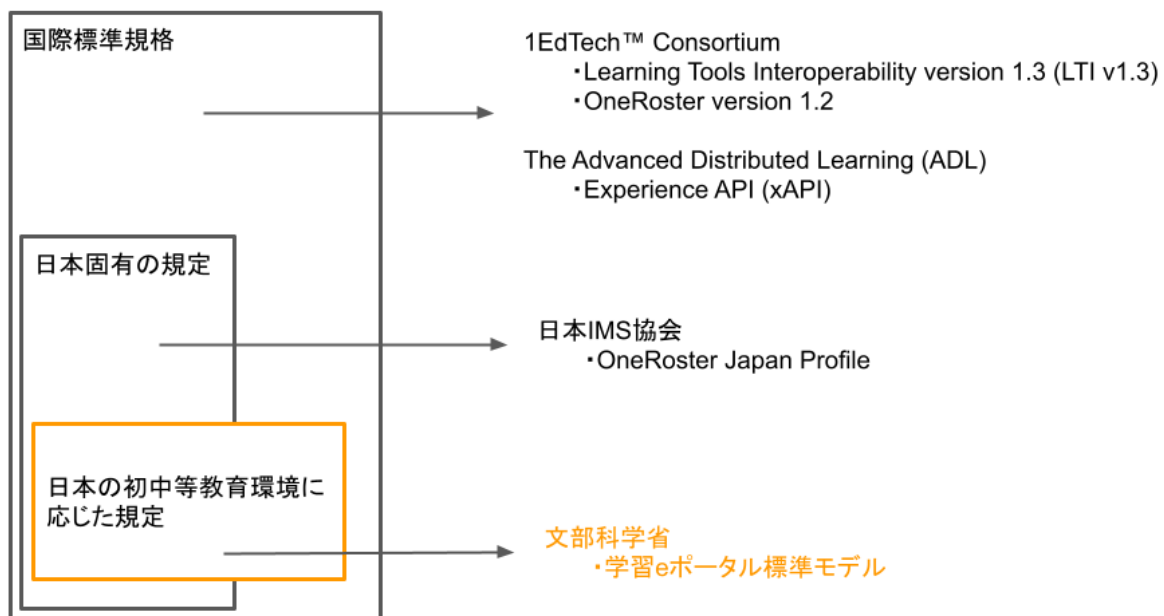 国際標準規格
1EdTech™ Consortium
・Learning Tools Interoperability version 1.3 (LTI v1.3)
・OneRoster version 1.2
The Advanced Distributed Learning (ADL)
・Experience API (xAPI)
日本固有の規定
日本IMS協会
・OneRoster Japan Profile
日本の初中等教育環境に
応じた規定
文部科学省
・学習eポータル標準モデル